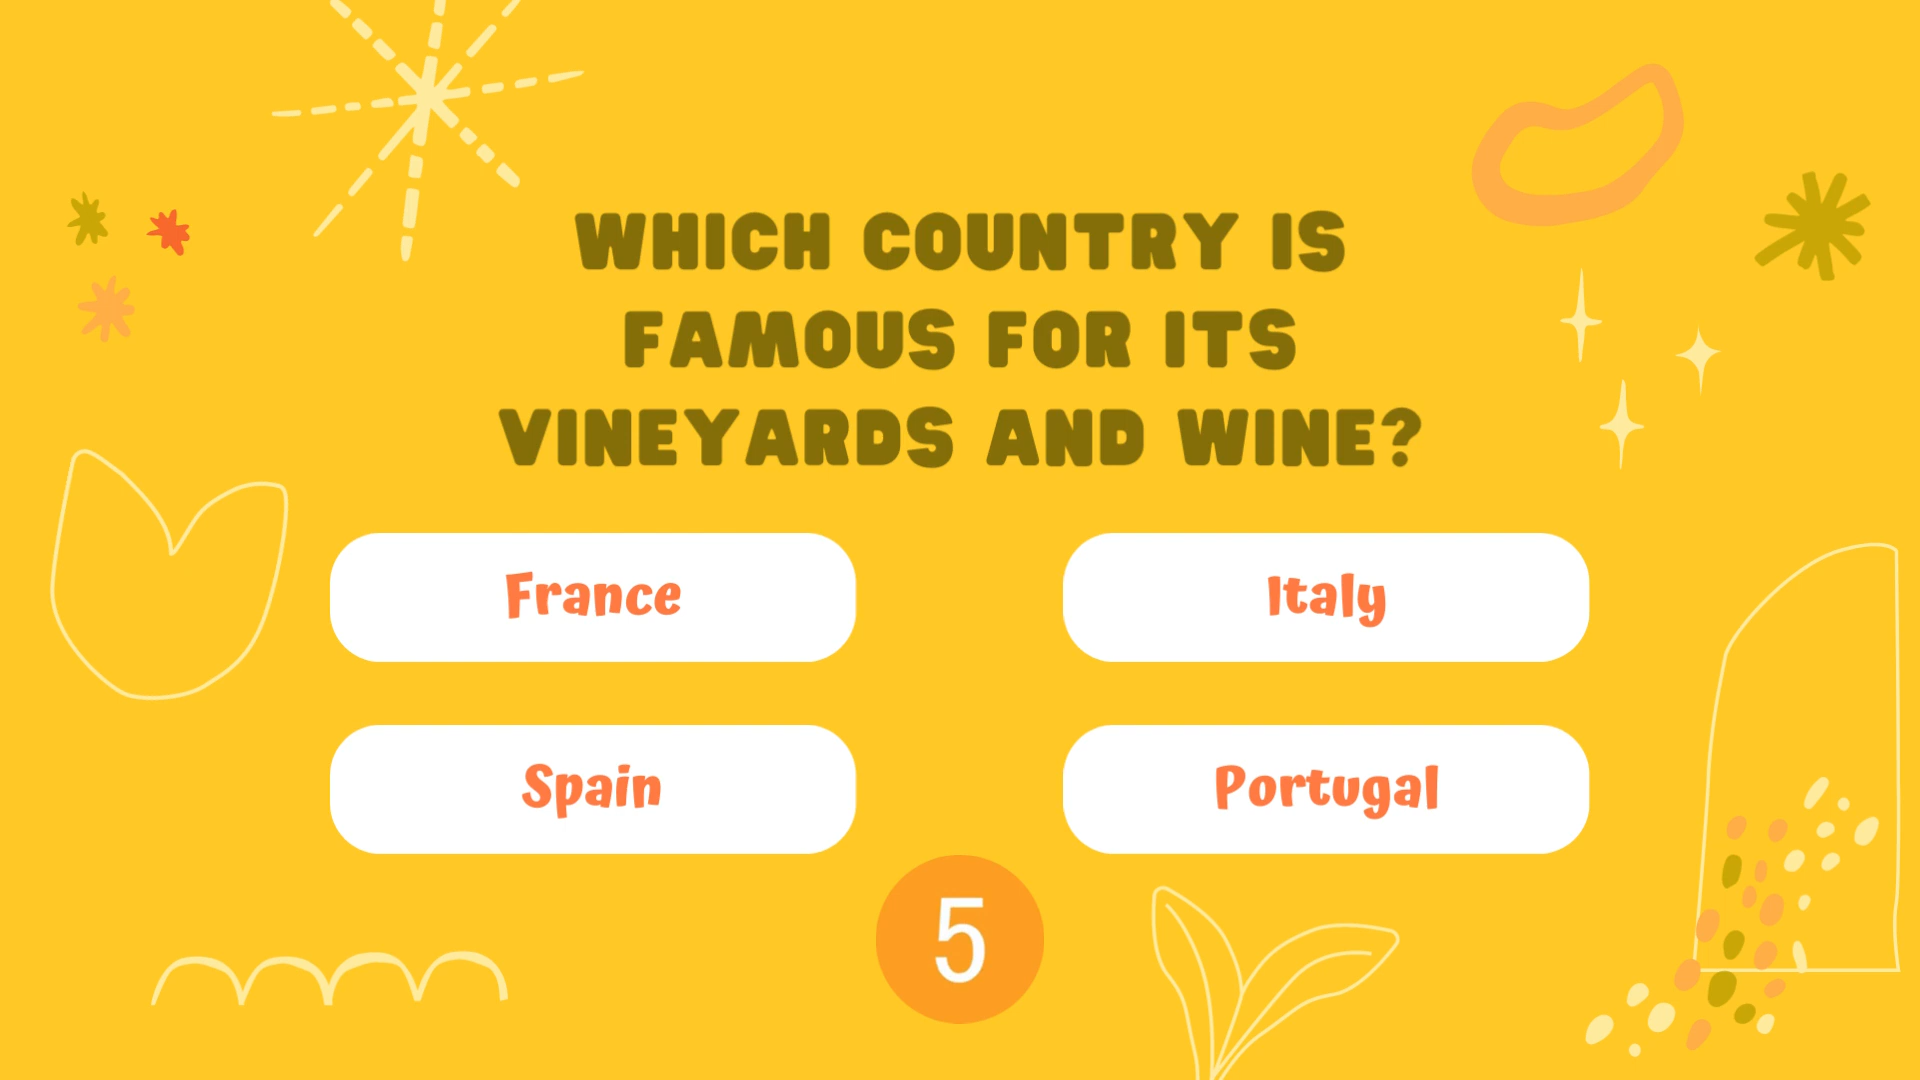 WHICH COUNTRY IS
FAMOUS FOR ITS
VINEYARDS AND WINE?
France
Italy
Spain
Portugal
5